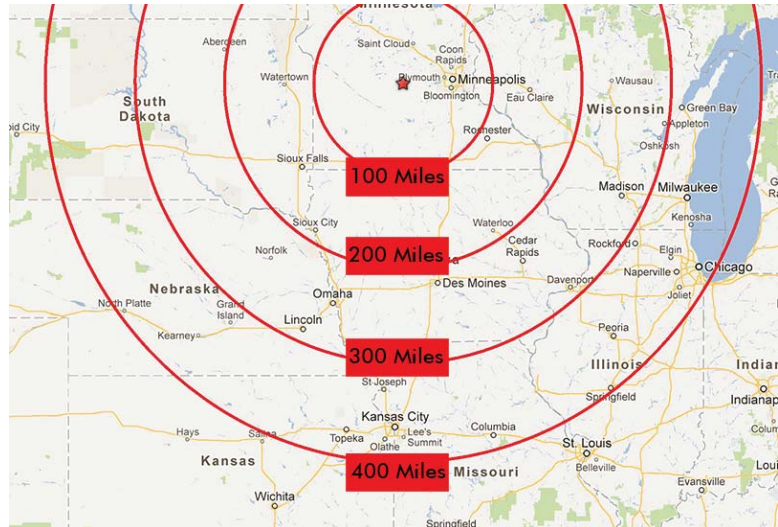 Minnesota
Aberdeen
Saint Cloud
Coon
Rapids
Plymouth
Minneapolis
Bloomington
Watertown
Eau Claire
Wausau
Green Bay
Wisconsin
Appleton
Oshkosh
South
Dakota
pid City
Rochester
Sioux Falls
100 Miles
Madison
Milwaukee
Kenosha
Sioux City
Waterloo
Cedar
Rapids
Rockford
Elgin
Norfolk
200 Miles
Naperville
Chicago
Joliet
Des Moines
Davenport
Nebraska
Omaha
North Platte
Grand
Island
Lincoln
Kearney
Peoria
300 Miles
Illinois
Indian
Springfield
Indianap
St Joseph
Kansas City
Columbia
Hays
Salina
Topeka
Lee's
Summit
Olathe
Kansas
St. Louis
Belleville
400 Miles
Missouri
Evansville
Wichita
Springfield